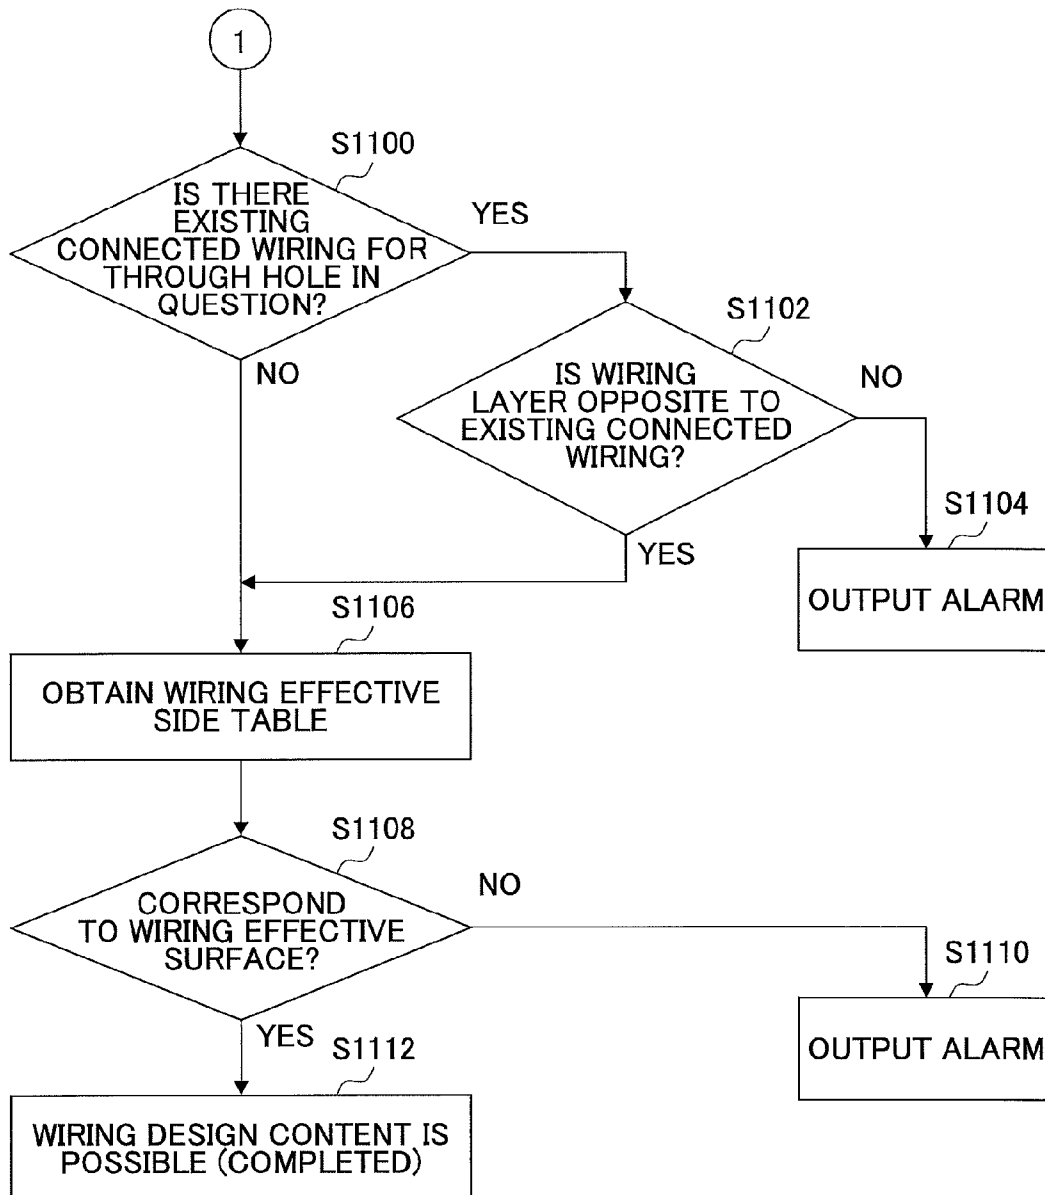 1
S1100
IS THERE
EXISTING
CONNECTED WIRING FOR
THROUGH HOLE IN
QUESTION?
YES
NO
S1102
IS WIRING
LAYER OPPOSITE TO
EXISTING CONNECTED
WIRING?
NO
YES
S1104
OUTPUT ALARM
S1106
OBTAIN WIRING EFFECTIVE
SIDE TABLE
S1108
CORRESPOND
TO WIRING EFFECTIVE
SURFACE?
NO
YES
S1110
OUTPUT ALARM
S1112
WIRING DESIGN CONTENT IS
POSSIBLE (COMPLETED)